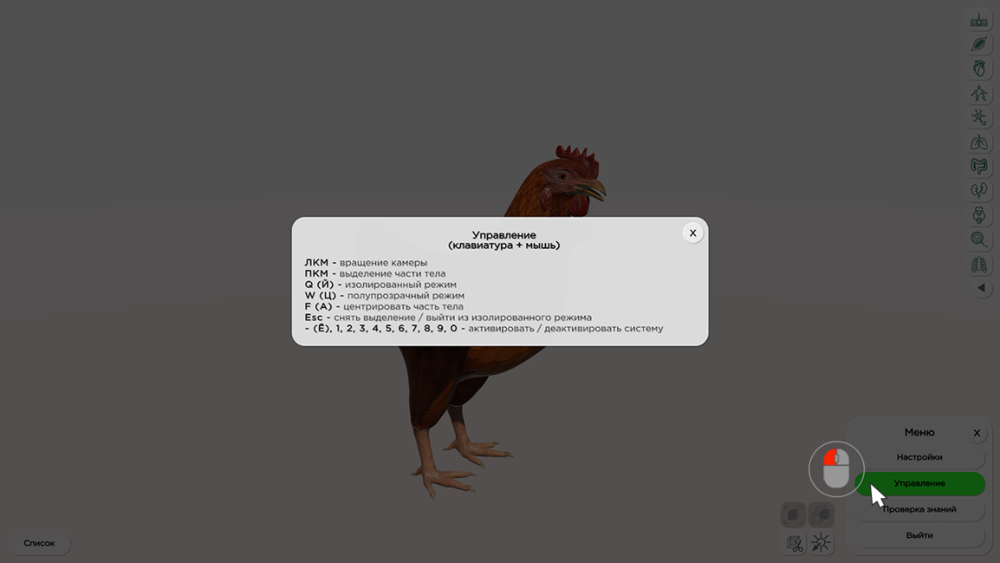 Управление
(клавиатура + мышь)
X
ЛКМ - вращение камеры
ПКМ - выделение части тела
Q (Й) - изолированный режим
W (Ц) - полупрозрачный режим
F (А) - центрировать часть тела
Esc - снять выделение / выйти из изолированного режима
- (Ё), 1, 2, 3, 4, 5, 6, 7, 8, 9, 0 - активировать / деактивировать систему
Меню
X
Настройки
Управление
Проверка знаний
Выйти
Список